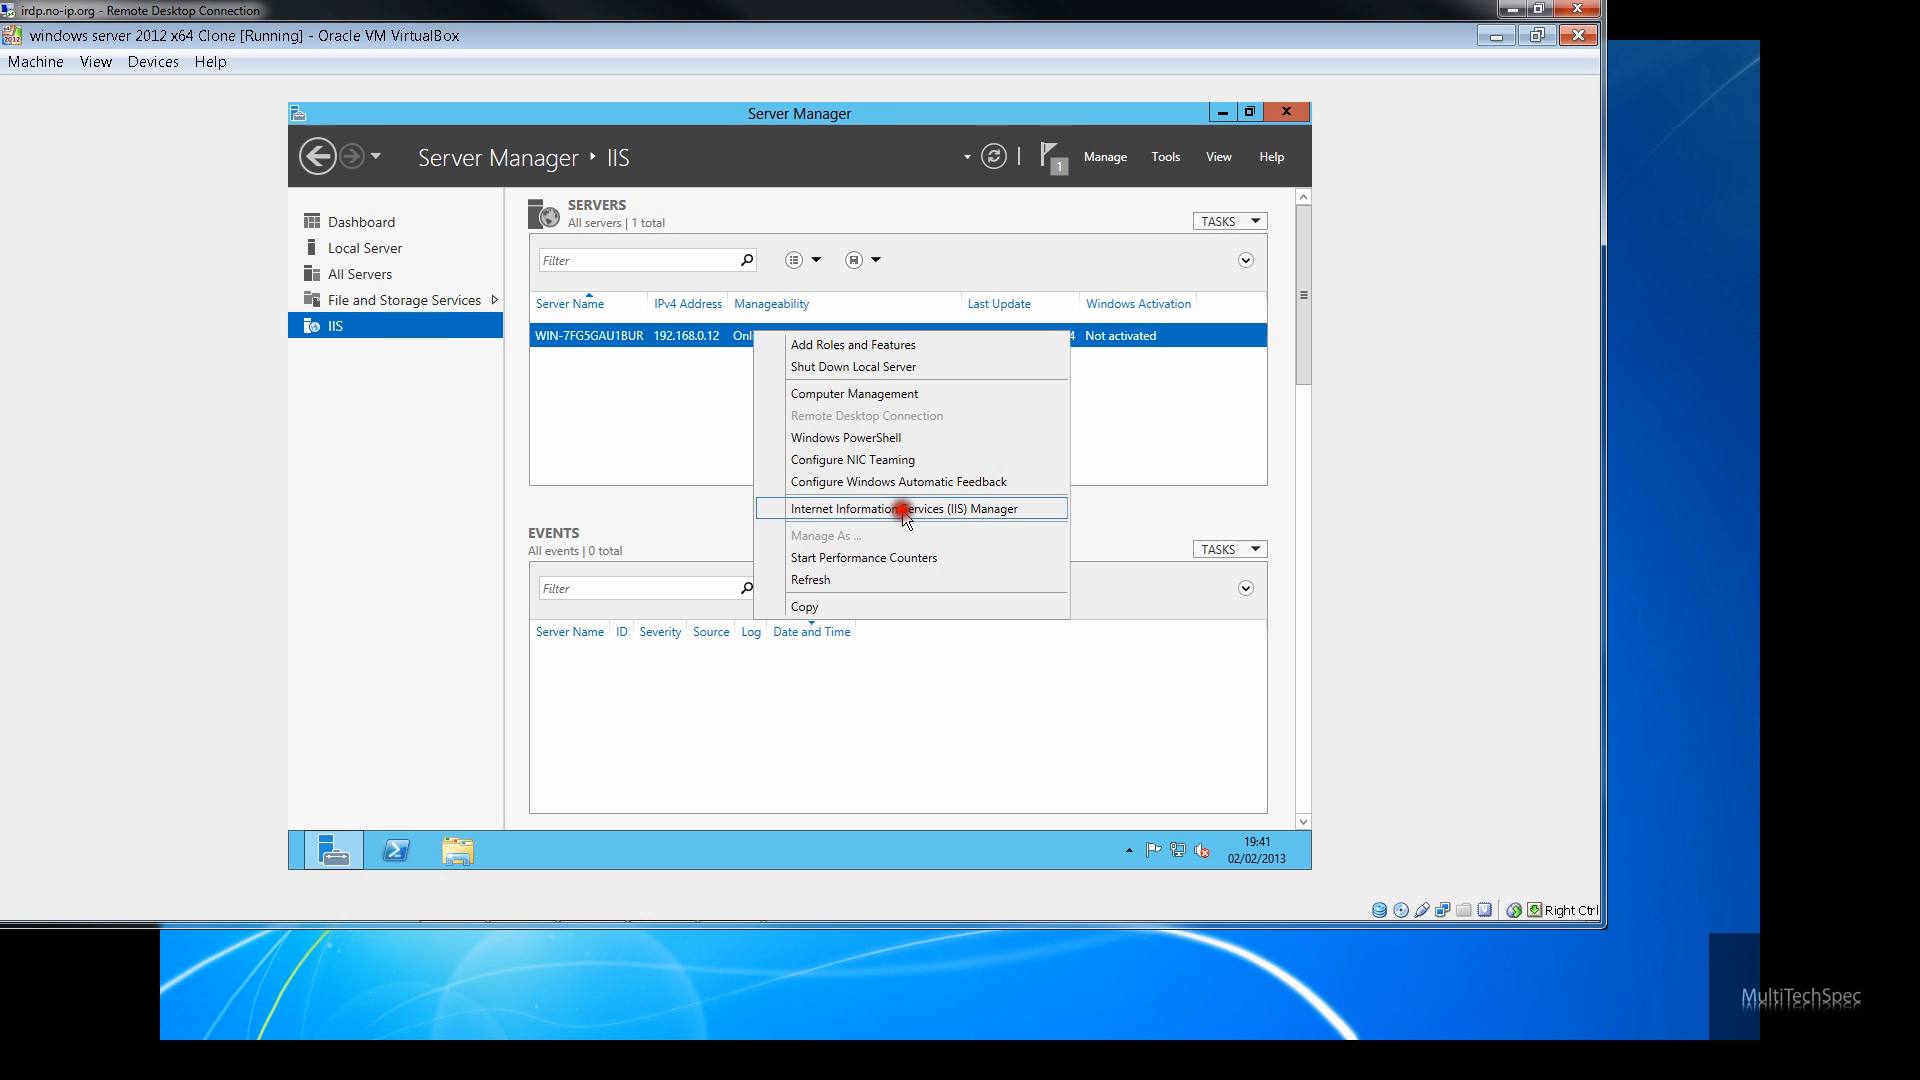 irdp.no-ip.org - Remote Desktop Connection
windows server 2012 x64 Clone [Running] - Oracle VM VirtualBox
Machine View Devices Help
Server Manager
Server Manager IIS
1 Manage Tools View Help
Dashboard
Local Server
All Servers
File and Storage Services
IIS
SERVERS
All servers | 1 total
TASKS
Filter
Server Name IPv4 Address Manageability Last Update Windows Activation
WIN-7FG5GAU1BUR 192.168.0.12 Onl 4 Not activated
Add Roles and Features
Shut Down Local Server
Computer Management
Remote Desktop Connection
Windows PowerShell
Configure NIC Teaming
Configure Windows Automatic Feedback
Internet Information Services (IIS) Manager
Manage As ...
Start Performance Counters
Refresh
Copy
EVENTS
All events | 0 total
TASKS
Filter
Server Name ID Severity Source Log Date and Time
19:41
02/02/2013
Right Ctrl
MultiTechSpec